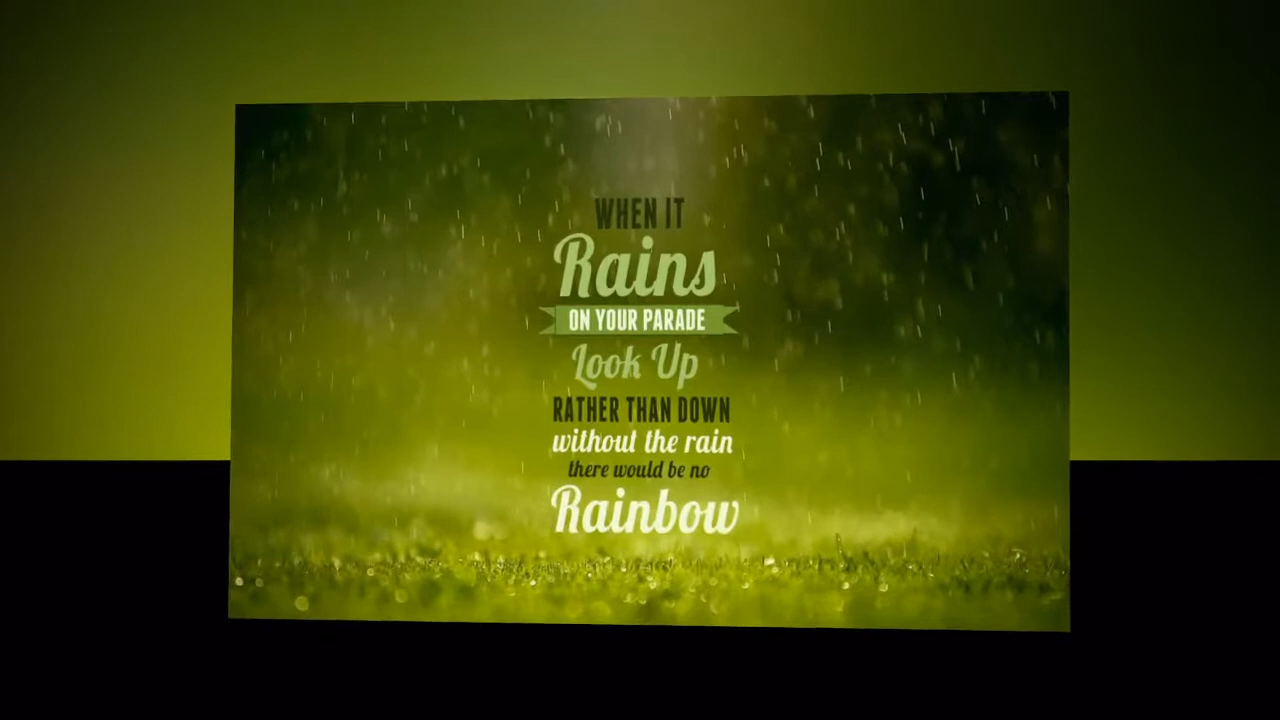 WHEN IT
Rains
ON YOUR PARADE
Look Up
RATHER THAN DOWN
without the rain
there would be no
Rainbow